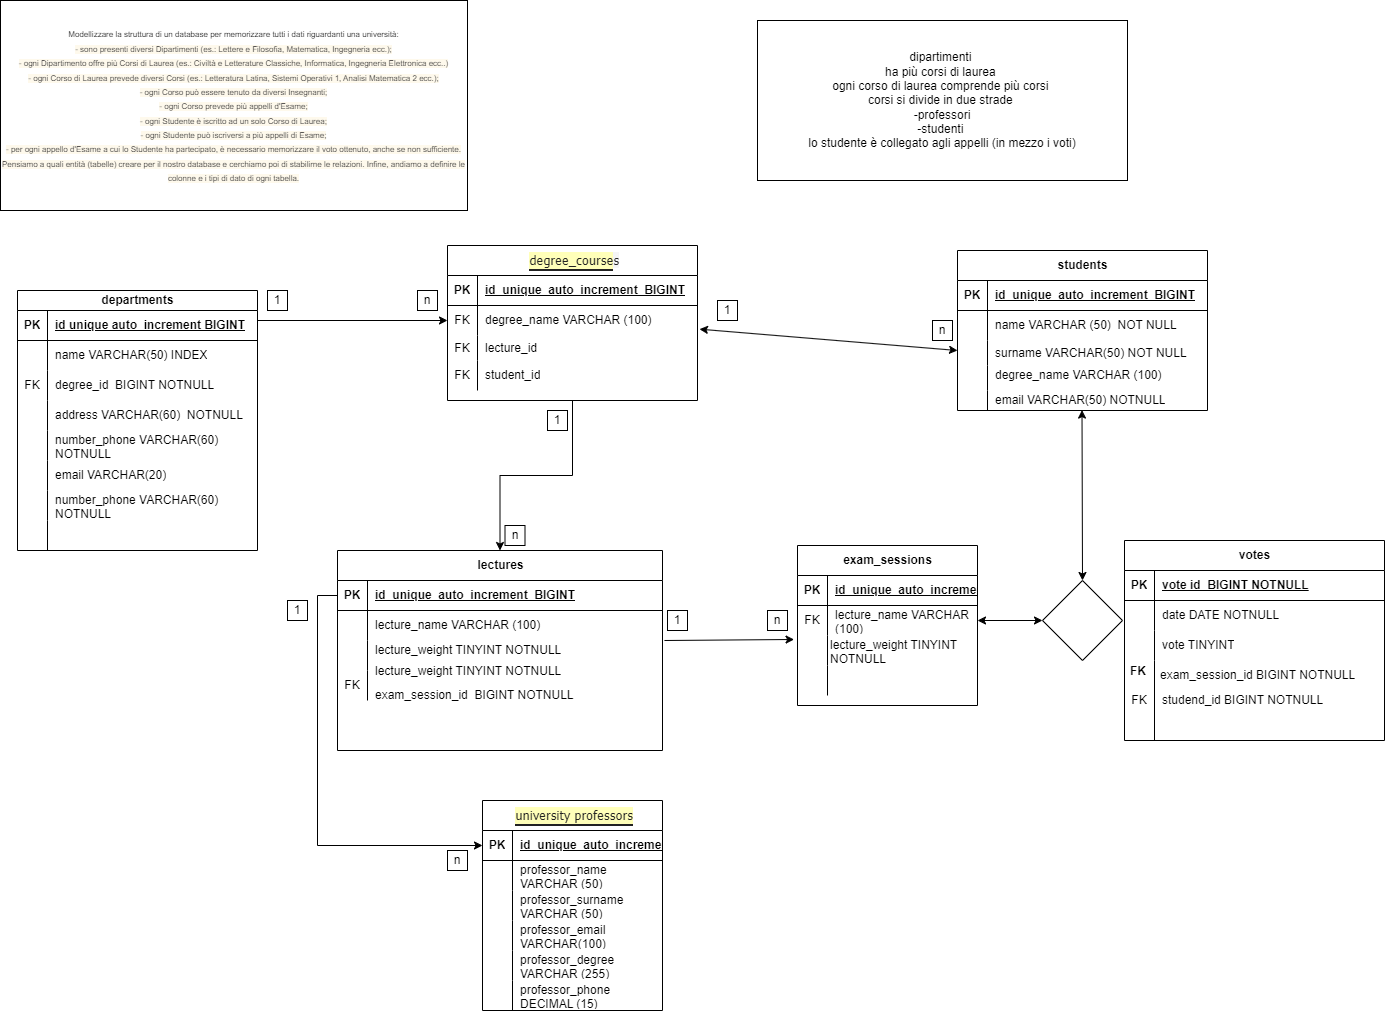 Modellizzare la struttura di un database per memorizzare tutti i dati riguardanti una università:
- sono presenti diversi Dipartimenti (es.: Lettere e Filosofia, Matematica, Ingegneria ecc.);
- ogni Dipartimento offre più Corsi di Laurea (es.: Civiltà e Letterature Classiche, Informatica, Ingegneria Elettronica ecc..)
- ogni Corso di Laurea prevede diversi Corsi (es.: Letteratura Latina, Sistemi Operativi 1, Analisi Matematica 2 ecc.);
- ogni Corso può essere tenuto da diversi Insegnanti;
- ogni Corso prevede più appelli d'Esame;
- ogni Studente è iscritto ad un solo Corso di Laurea;
- ogni Studente può iscriversi a più appelli di Esame;
- per ogni appello d'Esame a cui lo Studente ha partecipato, è necessario memorizzare il voto ottenuto, anche se non sufficiente.
Pensiamo a quali entità (tabelle) creare per il nostro database e cerchiamo poi di stabilirne le relazioni. Infine, andiamo a definire le
colonne e i tipi di dato di ogni tabella.
dipartimenti
ha più corsi di laurea
ogni corso di laurea comprende più corsi
corsi si divide in due strade
-professori
-studenti
lo studente è collegato agli appelli (in mezzo i voti)
departments
PK id unique auto_increment BIGINT
name VARCHAR(50) INDEX
FK degree_id BIGINT NOTNULL
address VARCHAR(60) NOTNULL
number_phone VARCHAR(60)
NOTNULL
email VARCHAR(20)
number_phone VARCHAR(60)
NOTNULL
1
n
degree_courses
PK id_unique_auto_increment_BIGINT
FK degree_name VARCHAR (100)
FK lecture_id
FK student_id
1
n
students
PK id_unique_auto_increment_BIGINT
name VARCHAR (50) NOT NULL
surname VARCHAR(50) NOT NULL
degree_name VARCHAR (100)
email VARCHAR(50) NOTNULL
1
n
lectures
PK id_unique_auto_increment_BIGINT
lecture_name VARCHAR (100)
lecture_weight TINYINT NOTNULL
lecture_weight TINYINT NOTNULL
FK exam_session_id BIGINT NOTNULL
1
1
n
exam_sessions
PK id_unique_auto_increme
FK lecture_name VARCHAR
(100)
lecture_weight TINYINT
NOTNULL
votes
PK vote id_BIGINT NOTNULL
date DATE NOTNULL
vote TINYINT
FK exam_session_id BIGINT NOTNULL
FK studend_id BIGINT NOTNULL
n
university professors
PK id_unique_auto_increme
professor_name
VARCHAR (50)
professor_surname
VARCHAR (50)
professor_email
VARCHAR(100)
professor_degree
VARCHAR (255)
professor_phone
DECIMAL (15)